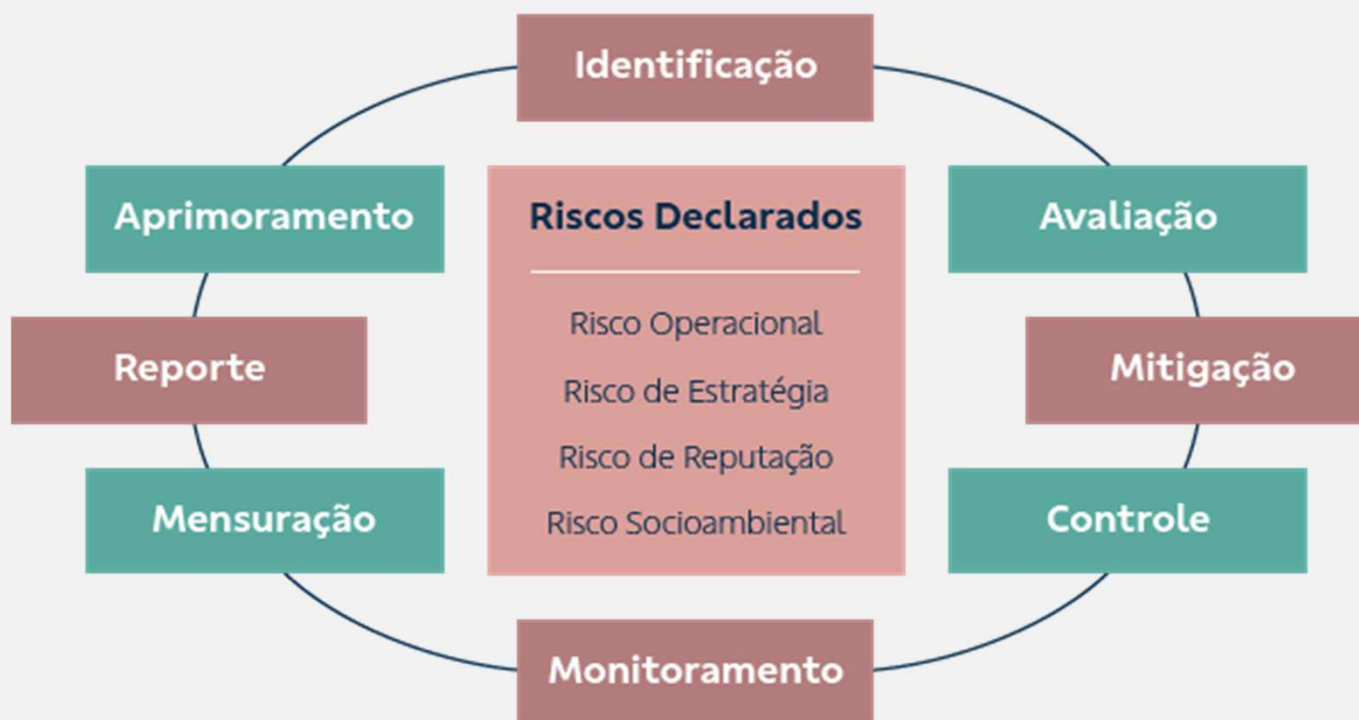 Identificação
Aprimoramento
Riscos Declarados
Avaliação
Risco Operacional
Reporte
Mitigação
Risco de Estratégia
Risco de Reputação
Mensuração
Risco Socioambiental
Controle
Monitoramento